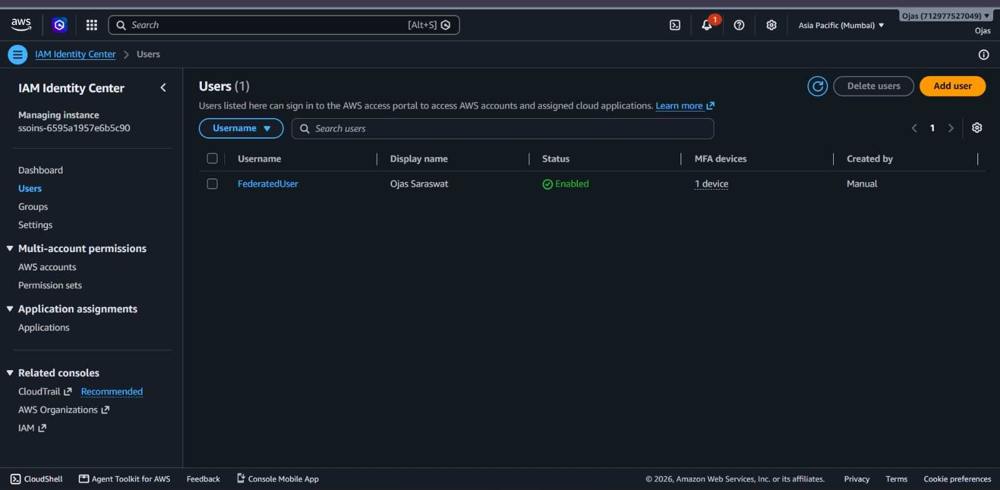 aws
Search [Alt+S]
1
Asia Pacific (Mumbai)
Ojas (712977527049)
Ojas
IAM Identity Center Users
IAM Identity Center
Managing instance
ssoins-6595a1957e6b5c90
Dashboard
Users
Groups
Settings
Multi-account permissions
AWS accounts
Permission sets
Application assignments
Applications
Related consoles
CloudTrail Recommended
AWS Organizations
IAM
Users (1)
Delete users
Add user
Users listed here can sign in to the AWS access portal to access AWS accounts and assigned cloud applications. Learn more
Username
Search users
1
Username Display name Status MFA devices Created by
FederatedUser Ojas Saraswat Enabled 1 device Manual
CloudShell Agent Toolkit for AWS Feedback Console Mobile App © 2026, Amazon Web Services, Inc. or its affiliates. Privacy Terms Cookie preferences